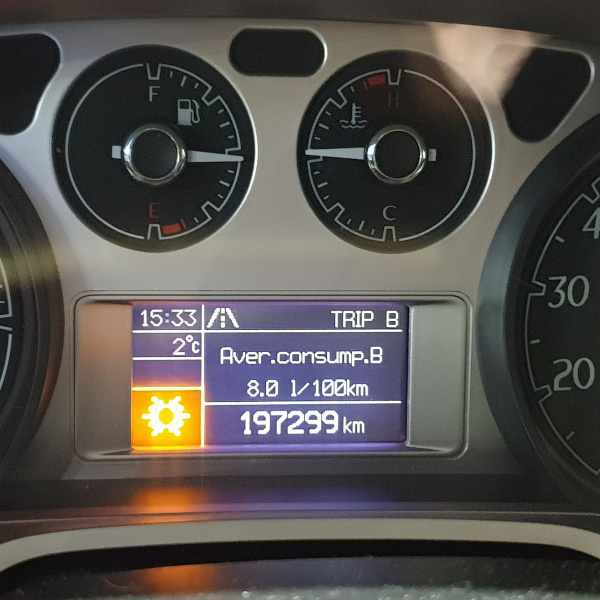 F
H
E
C
15:33
TRIP B
2°C
Aver.consump.B
8.0 l/100km
197299 km
30
20